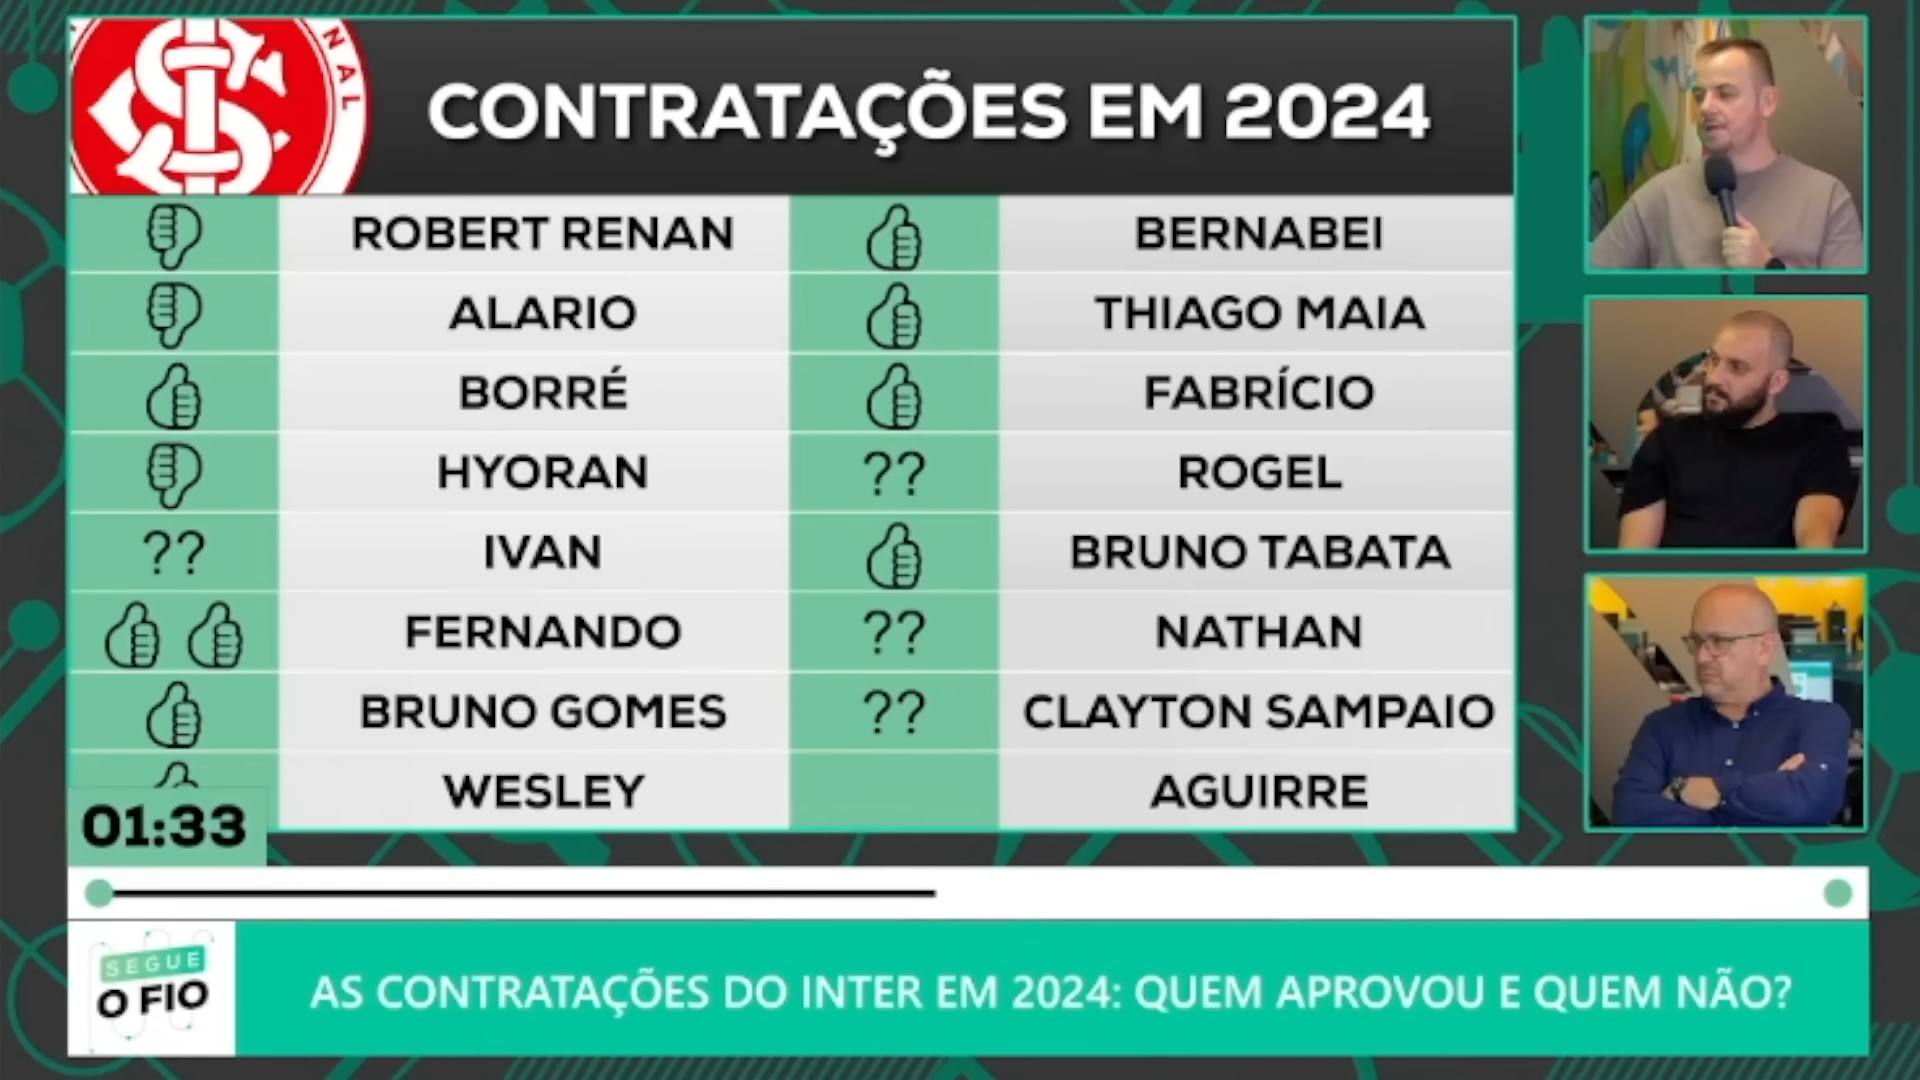 NAL
CONTRATAÇÕES EM 2024
ROBERT RENAN
BERNABEI
ALARIO
THIAGO MAIA
BORRÉ
FABRÍCIO
HYORAN
?? ROGEL
?? IVAN
BRUNO TABATA
FERNANDO
?? NATHAN
BRUNO GOMES
?? CLAYTON SAMPAIO
WESLEY
AGUIRRE
01:33
SEGUE
O FIO
AS CONTRATAÇÕES DO INTER EM 2024: QUEM APROVOU E QUEM NÃO?